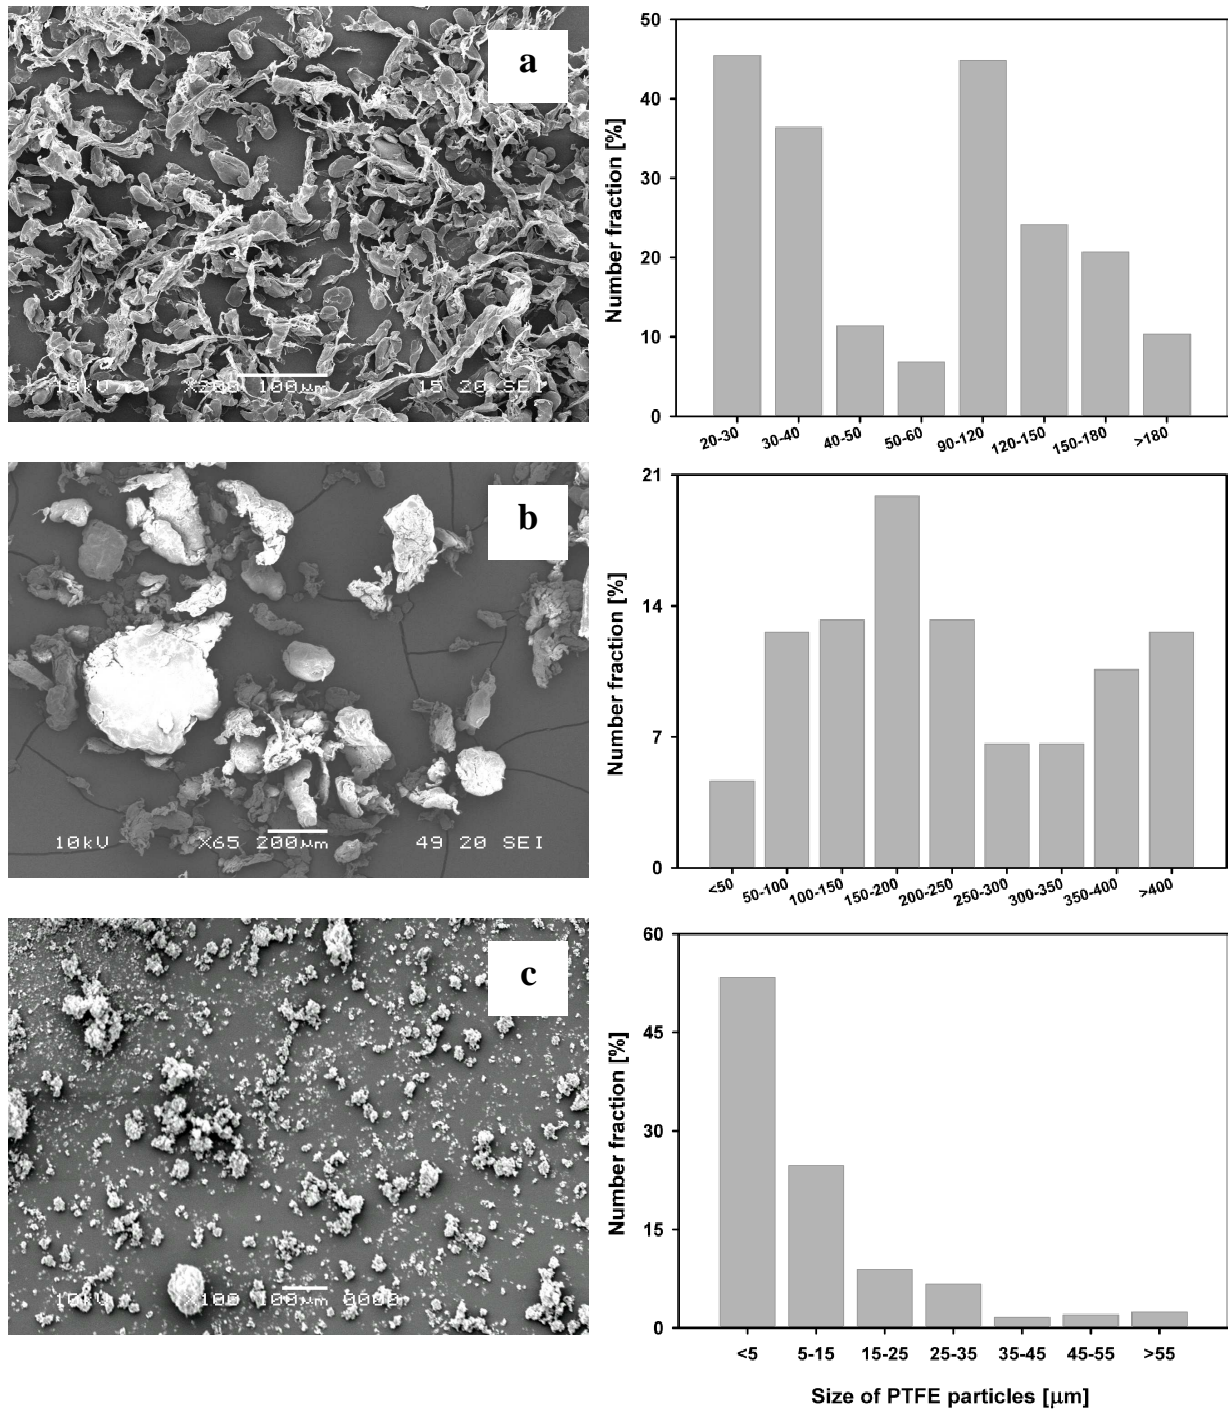 a
10kV X200 100µm 15 20 SEI
Number fraction [%]
50
40
30
20
10
0
20-30 30-40 40-50 50-60 90-120 120-150 150-180 >180
b
10kV X65 200µm 49 20 SEI
Number fraction [%]
21
14
7
0
<50 50-100 100-150 150-200 200-250 250-300 300-350 350-400 >400
c
10kV X100 100µm 0000
Number fraction [%]
60
45
30
15
0
<5 5-15 15-25 25-35 35-45 45-55 >55
Size of PTFE particles [µm]